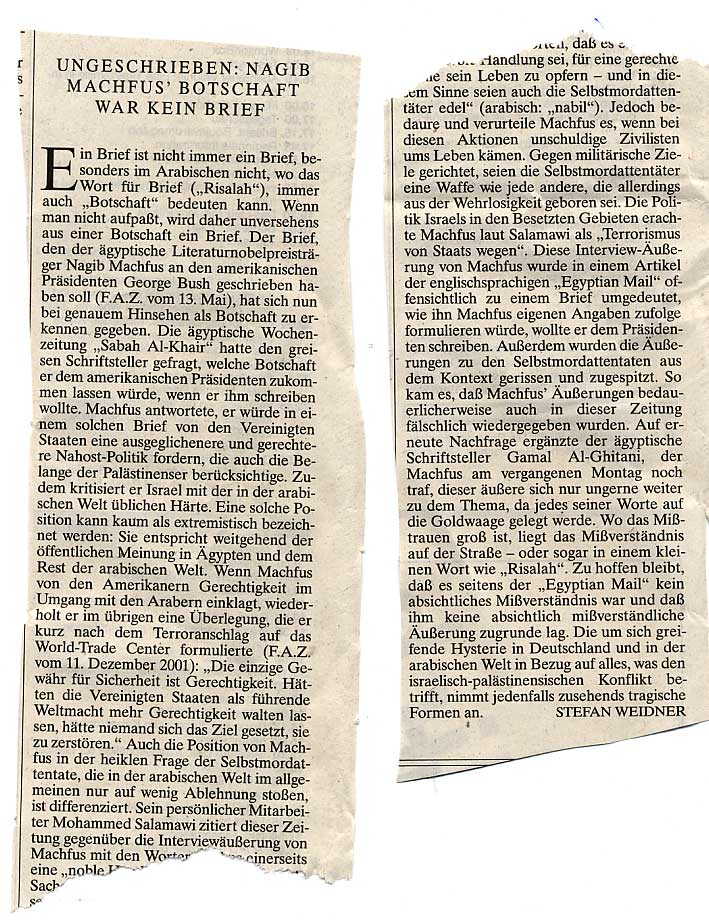 UNGESCHRIEBEN: NAGIB
MACHFUS’ BOTSCHAFT
WAR KEIN BRIEF
Ein Brief ist nicht immer ein Brief, be-
sonders im Arabischen nicht, wo das
Wort für Brief („Risalah“), immer
auch „Botschaft“ bedeuten kann. Wenn
man nicht aufpaßt, wird daher unversehens
aus einer Botschaft ein Brief. Der Brief,
den der ägyptische Literaturnobelpreisträ-
ger Nagib Machfus an den amerikanischen
Präsidenten George Bush geschrieben ha-
ben soll (F.A.Z. vom 13. Mai), hat sich nun
bei genauem Hinsehen als Botschaft zu er-
kennen gegeben. Die ägyptische Wochen-
zeitung „Sabah Al-Khair“ hatte den grei-
sen Schriftsteller gefragt, welche Botschaft
er dem amerikanischen Präsidenten zukom-
men lassen würde, wenn er ihm schreiben
wollte. Machfus antwortete, er würde in ei-
nem solchen Brief von den Vereinigten
Staaten eine ausgeglichenere und gerechte-
re Nahost-Politik fordern, die auch die Be-
lange der Palästinenser berücksichtige. Zu-
dem kritisiert er Israel mit der in der arabi-
schen Welt üblichen Härte. Eine solche Po-
sition kann kaum als extremistisch bezeich-
net werden: Sie entspricht weitgehend der
öffentlichen Meinung in Ägypten und dem
Rest der arabischen Welt. Wenn Machfus
von den Amerikanern Gerechtigkeit im
Umgang mit den Arabern einklagt, wieder-
holt er im übrigen eine Überlegung, die er
kurz nach dem Terroranschlag auf das
World-Trade Center formulierte (F.A.Z.
vom 11. Dezember 2001): „Die einzige Ge-
währ für Sicherheit ist Gerechtigkeit. Hät-
ten die Vereinigten Staaten als führende
Weltmacht mehr Gerechtigkeit walten las-
sen, hätte niemand sich das Ziel gesetzt, sie
zu zerstören.“ Auch die Position von Mach-
fus in der heiklen Frage der Selbstmordat-
tentate, die in der arabischen Welt im allge-
meinen nur auf wenig Ablehnung stoßen,
ist differenziert. Sein persönlicher Mitarbei-
ter Mohammed Salamawi zitiert dieser Zei-
tung gegenüber die Interviewäußerung von
Machfus mit den Worten einerseits
eine „noble
Sach
daß es
Handlung sei, für eine gerechte
sein Leben zu opfern – und in die-
sem Sinne seien auch die Selbstmordatten-
täter edel“ (arabisch: „nabil“). Jedoch be-
daure und verurteile Machfus es, wenn bei
diesen Aktionen unschuldige Zivilisten
ums Leben kämen. Gegen militärische Zie-
le gerichtet, seien die Selbstmordattentäter
eine Waffe wie jede andere, die allerdings
aus der Wehrlosigkeit geboren sei. Die Poli-
tik Israels in den Besetzten Gebieten erach-
te Machfus laut Salamawi als „Terrorismus
von Staats wegen“. Diese Interview-Äuße-
rung von Machfus wurde in einem Artikel
der englischsprachigen „Egyptian Mail“ of-
fensichtlich zu einem Brief umgedeutet,
wie ihn Machfus eigenen Angaben zufolge
formulieren würde, wollte er dem Präsiden-
ten schreiben. Außerdem wurden die Äuße-
rungen zu den Selbstmordattentaten aus
dem Kontext gerissen und zugespitzt. So
kam es, daß Machfus’ Äußerungen bedau-
erlicherweise auch in dieser Zeitung
fälschlich wiedergegeben wurden. Auf er-
neute Nachfrage ergänzte der ägyptische
Schriftsteller Gamal Al-Ghitani, der
Machfus am vergangenen Montag noch
traf, dieser äußere sich nur ungerne weiter
zu dem Thema, da jedes seiner Worte auf
die Goldwaage gelegt werde. Wo das Miß-
trauen groß ist, liegt das Mißverständnis
auf der Straße – oder sogar in einem klei-
nen Wort wie „Risalah“. Zu hoffen bleibt,
daß es seitens der „Egyptian Mail“ kein
absichtliches Mißverständnis war und daß
ihm keine absichtlich mißverständliche
Äußerung zugrunde lag. Die um sich grei-
fende Hysterie in Deutschland und in der
arabischen Welt in Bezug auf alles, was den
israelisch-palästinensischen Konflikt be-
trifft, nimmt jedenfalls zusehends tragische
Formen an. STEFAN WEIDNER